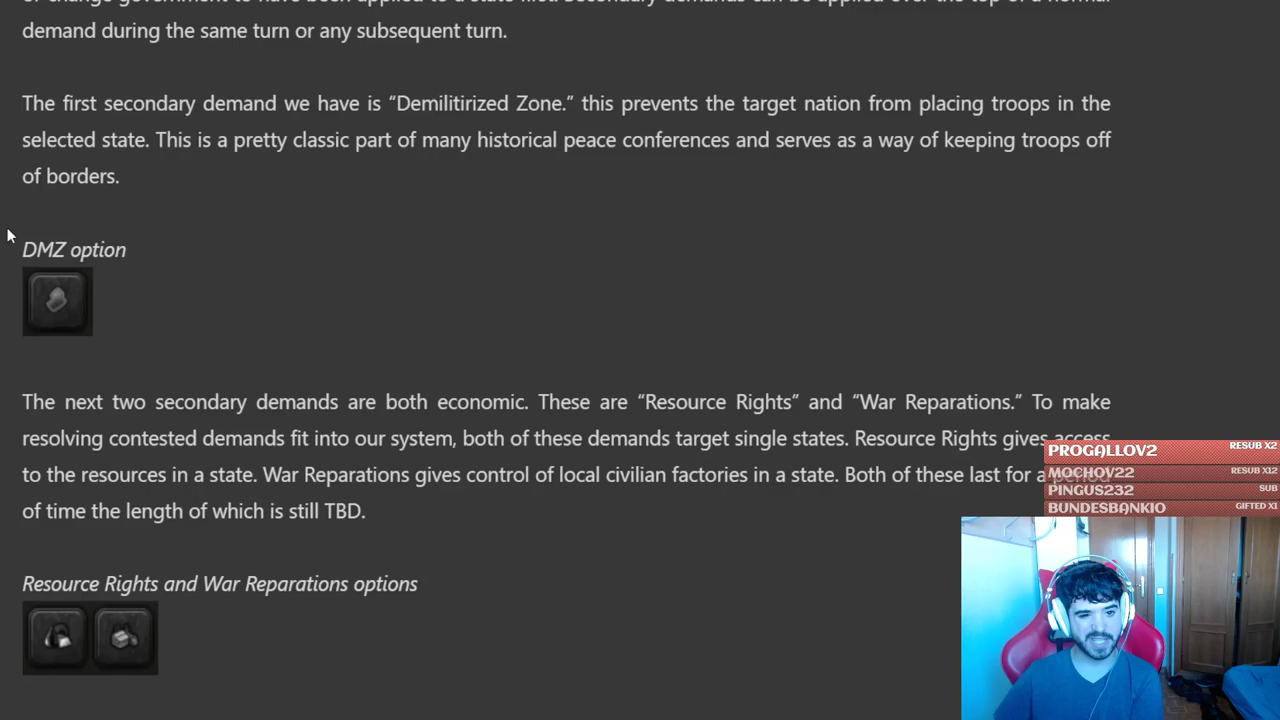 demand during the same turn or any subsequent turn.
The first secondary demand we have is “Demilitirized Zone.” this prevents the target nation from placing troops in the
selected state. This is a pretty classic part of many historical peace conferences and serves as a way of keeping troops off
of borders.
DMZ option
The next two secondary demands are both economic. These are “Resource Rights” and “War Reparations.” To make
resolving contested demands fit into our system, both of these demands target single states. Resource Rights gives access
to the resources in a state. War Reparations gives control of local civilian factories in a state. Both of these last for a period
of time the length of which is still TBD.
Resource Rights and War Reparations options
PROGALLOV2 RESUB X2
MOCHOV22 RESUB X12
PINGUS232 SUB
BUNDESBANKIO GIFTED X1